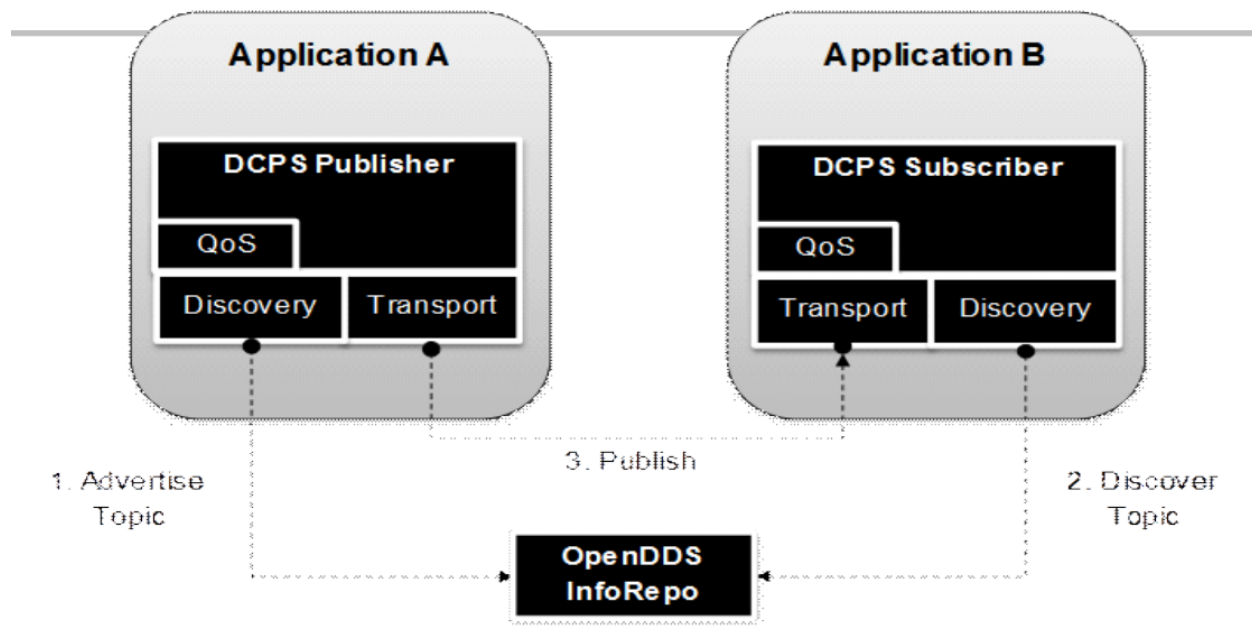 Application A
Application B
DCPS Publisher
DCPS Subscriber
QoS
QoS
Discovery
Transport
Transport
Discovery
3. Publish
1. Advertise
Topic
2. Discover
Topic
OpenDDS
InfoRepo